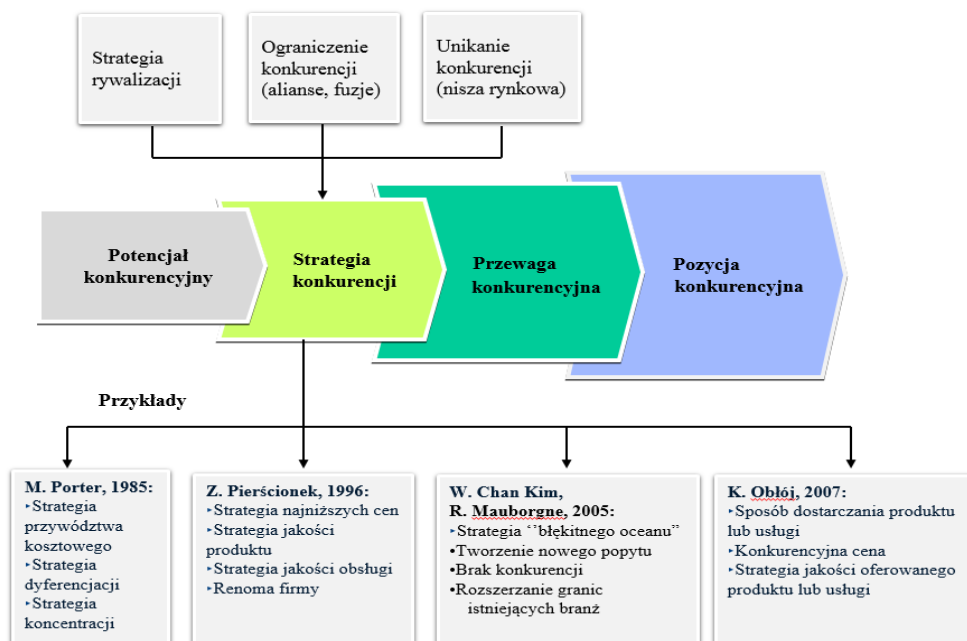 Strategia
rywalizacji
Ograniczenie
konkurencji
(alianse, fuzje)
Unikanie
konkurencji
(nisza rynkowa)
Potencjał
konkurencyjny
Strategia
konkurencji
Przewaga
konkurencyjna
Pozycja
konkurencyjna
Przykłady
M. Porter, 1985:
‣Strategia
przywództwa
kosztowego
‣Strategia
dyferencjacji
‣Strategia
koncentracji
Z. Pierścionek, 1996:
‣Strategia najniższych cen
‣Strategia jakości
produktu
‣Strategia jakości obsługi
‣Renoma firmy
W. Chan Kim,
R. Mauborgne, 2005:
‣Strategia ‘’błękitnego oceanu”
•Tworzenie nowego popytu
•Brak konkurencji
•Rozszerzanie granic
istniejących branż
K. Obłój, 2007:
‣Sposób dostarczania produktu
lub usługi
‣Konkurencyjna cena
‣Strategia jakości oferowanego
produktu lub usługi